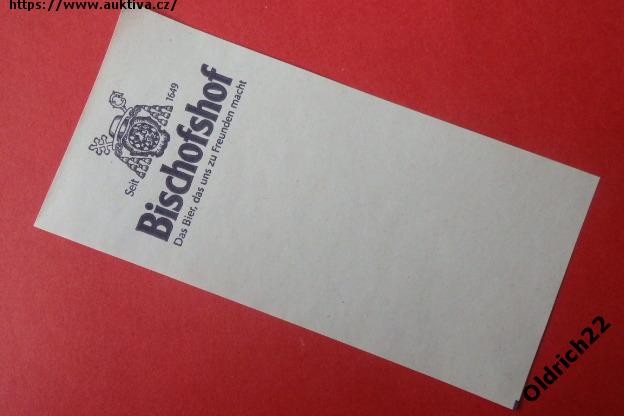 https://www.auktiva.cz/
Seit 1649
Bischofshof
Das Bier, das uns zu Freunden macht
Oldrich22